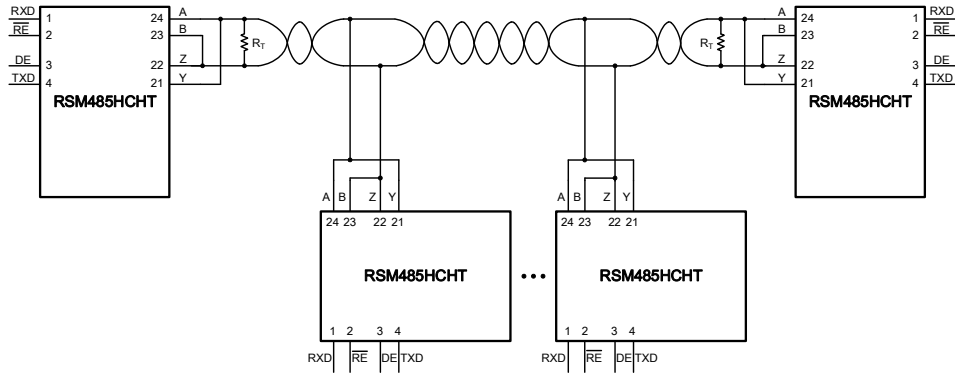 RXD 1 24 A A 24 1 RXD
RE 2 23 B B 23 2 RE
RT RT
DE 3 22 Z Z 22 3 DE
TXD 4 21 Y Y 21 4 TXD
RSM485HCHT RSM485HCHT
A B Z Y A B Z Y
24 23 22 21 24 23 22 21
RSM485HCHT ••• RSM485HCHT
1 2 3 4 1 2 3 4
RXD RE DE TXD RXD RE DE TXD